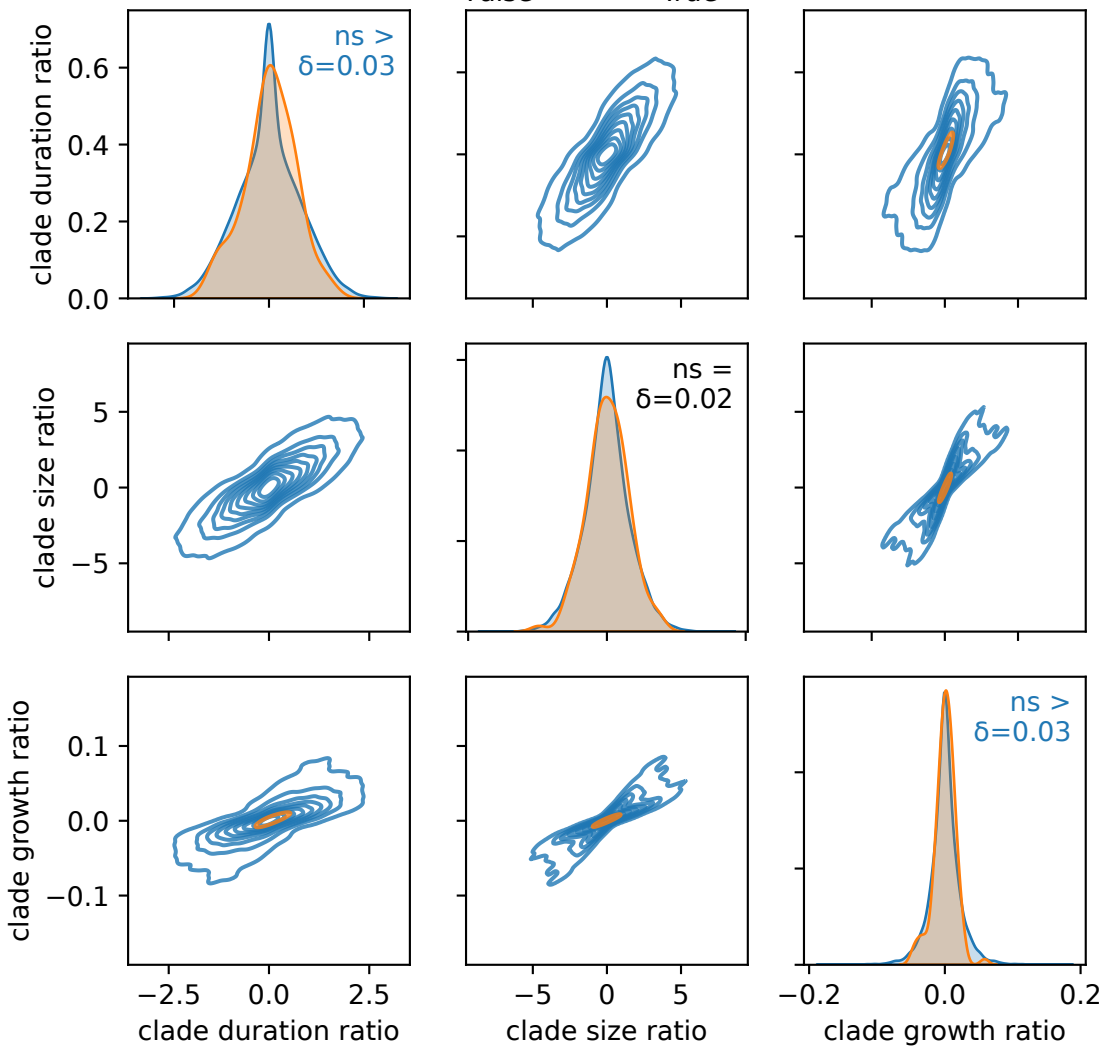 clade duration ratio
0.6
0.4
0.2
0.0
ns >
δ=0.03
clade size ratio
5
0
−5
ns =
δ=0.02
clade growth ratio
0.1
0.0
−0.1
ns >
δ=0.03
−2.5 0.0 2.5
−5 0 5
−0.2 0.0 0.2
clade duration ratio
clade size ratio
clade growth ratio